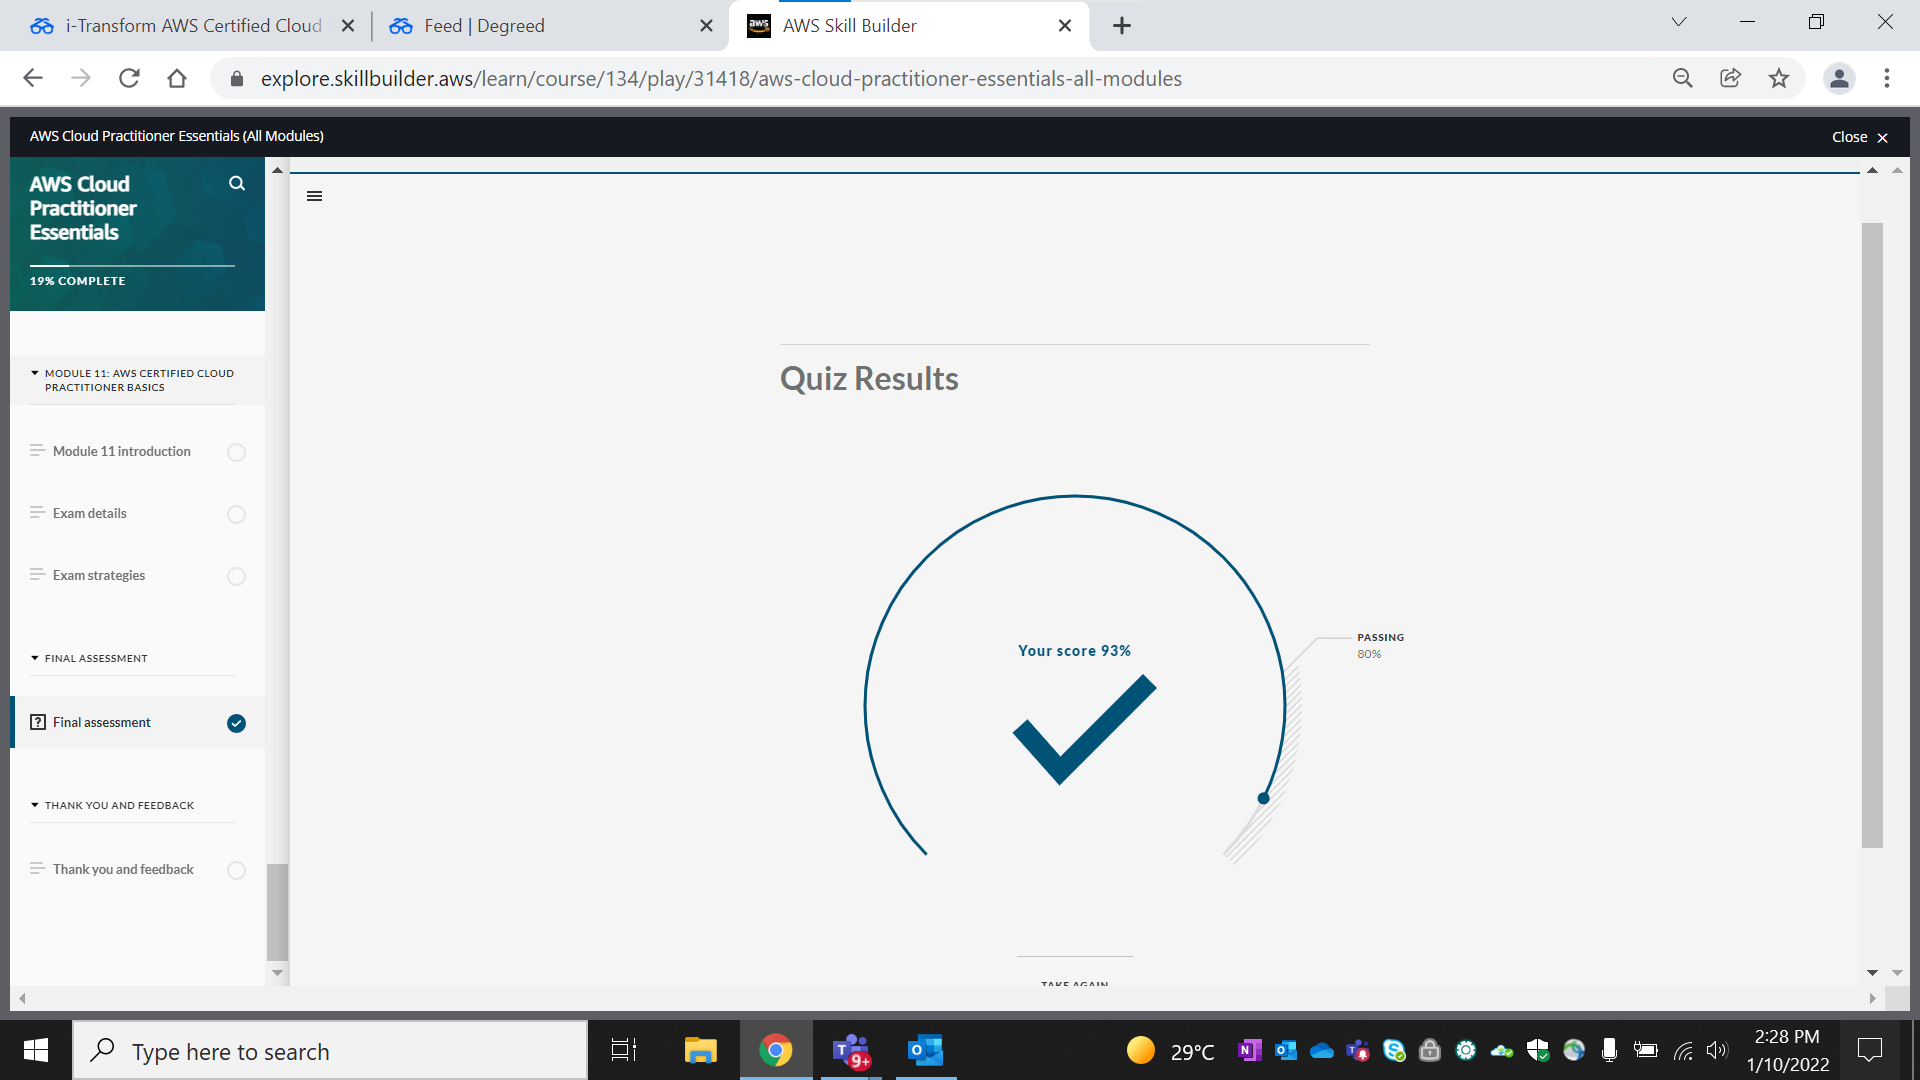 i-Transform AWS Certified Cloud
Feed | Degreed
aws
AWS Skill Builder
explore.skillbuilder.aws/learn/course/134/play/31418/aws-cloud-practitioner-essentials-all-modules
AWS Cloud Practitioner Essentials (All Modules)
Close
AWS Cloud
Practitioner
Essentials
19% COMPLETE
MODULE 11: AWS CERTIFIED CLOUD
PRACTITIONER BASICS
Module 11 introduction
Exam details
Exam strategies
FINAL ASSESSMENT
Final assessment
THANK YOU AND FEEDBACK
Thank you and feedback
Quiz Results
Your score 93%
PASSING
80%
TAKE AGAIN
Type here to search
9+
29°C
2:28 PM
1/10/2022